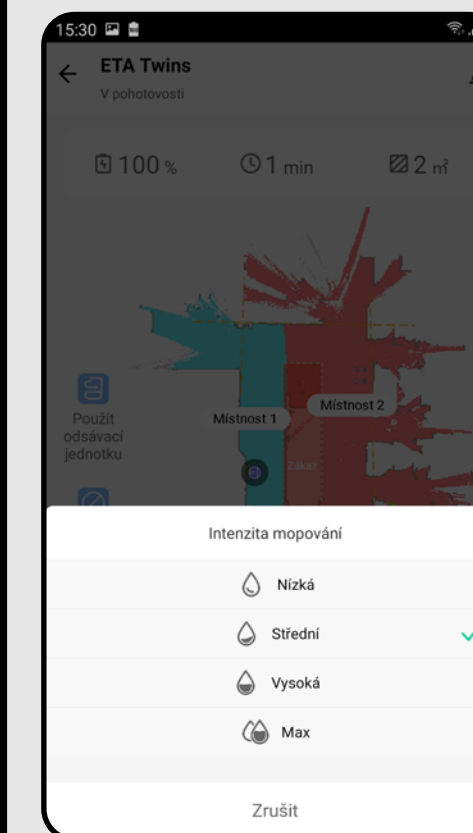 15:30
ETA Twins
V pohotovosti
100 %
1 min
2 ㎡
Místnost 1
Místnost 2
Použít
odsávací
jednotku
Zákaz
Intenzita mopování
Nízká
Střední
Vysoká
Max
Zrušit